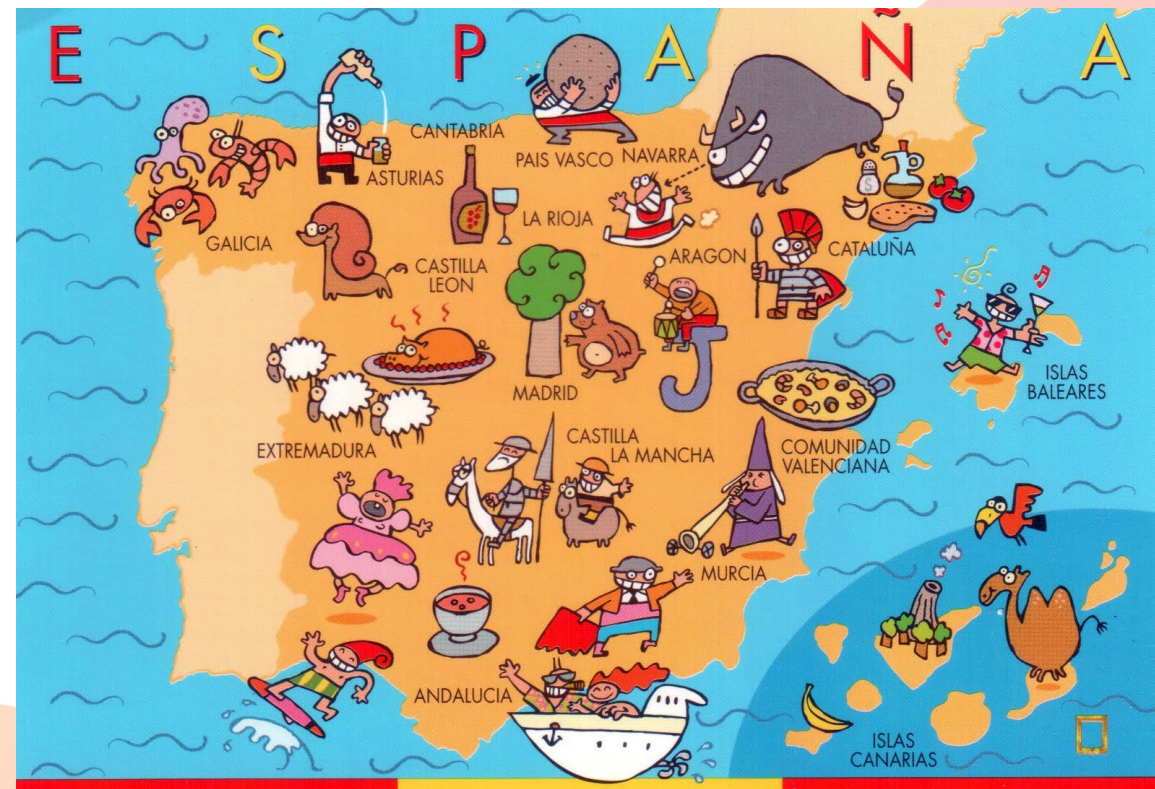 E S P A Ñ A
CANTABRIA
PAIS VASCO
NAVARRA
ASTURIAS
LA RIOJA
GALICIA
ARAGON
CATALUÑA
CASTILLA
LEON
ISLAS
BALEARES
MADRID
EXTREMADURA
CASTILLA
LA MANCHA
COMUNIDAD
VALENCIANA
MURCIA
ANDALUCIA
ISLAS
CANARIAS
S
J